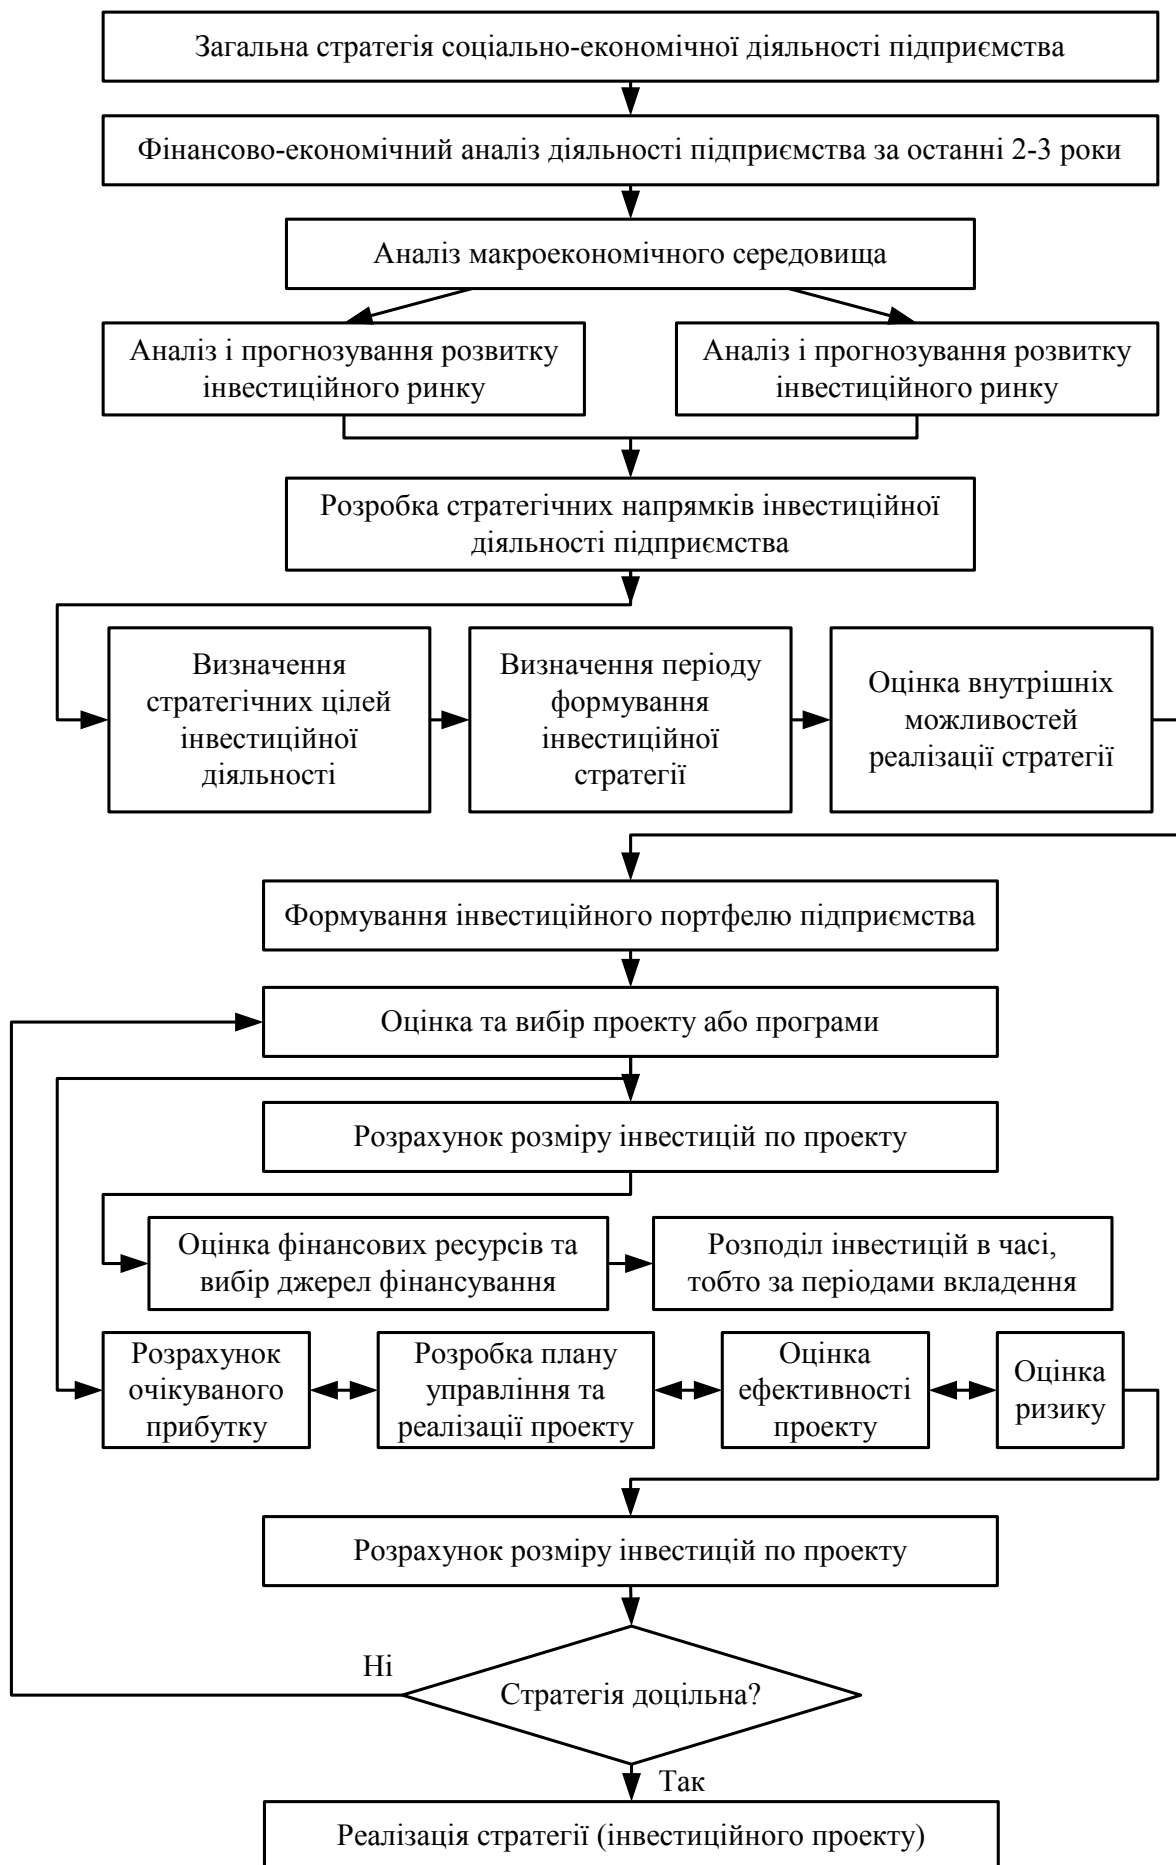 Загальна стратегія соціально-економічної діяльності підприємства
Фінансово-економічний аналіз діяльності підприємства за останні 2-3 роки
Аналіз макроекономічного середовища
Аналіз і прогнозування розвитку
інвестиційного ринку
Аналіз і прогнозування розвитку
інвестиційного ринку
Розробка стратегічних напрямків інвестиційної
діяльності підприємства
Визначення
стратегічних цілей
інвестиційної
діяльності
Визначення періоду
формування
інвестиційної
стратегії
Оцінка внутрішніх
можливостей
реалізації стратегії
Формування інвестиційного портфелю підприємства
Оцінка та вибір проекту або програми
Розрахунок розміру інвестицій по проекту
Оцінка фінансових ресурсів та
вибір джерел фінансування
Розподіл інвестицій в часі,
тобто за періодами вкладення
Розрахунок
очікуваного
прибутку
Розробка плану
управління та
реалізації проекту
Оцінка
ефективності
проекту
Оцінка
ризику
Розрахунок розміру інвестицій по проекту
Ні
Стратегія доцільна?
Так
Реалізація стратегії (інвестиційного проекту)